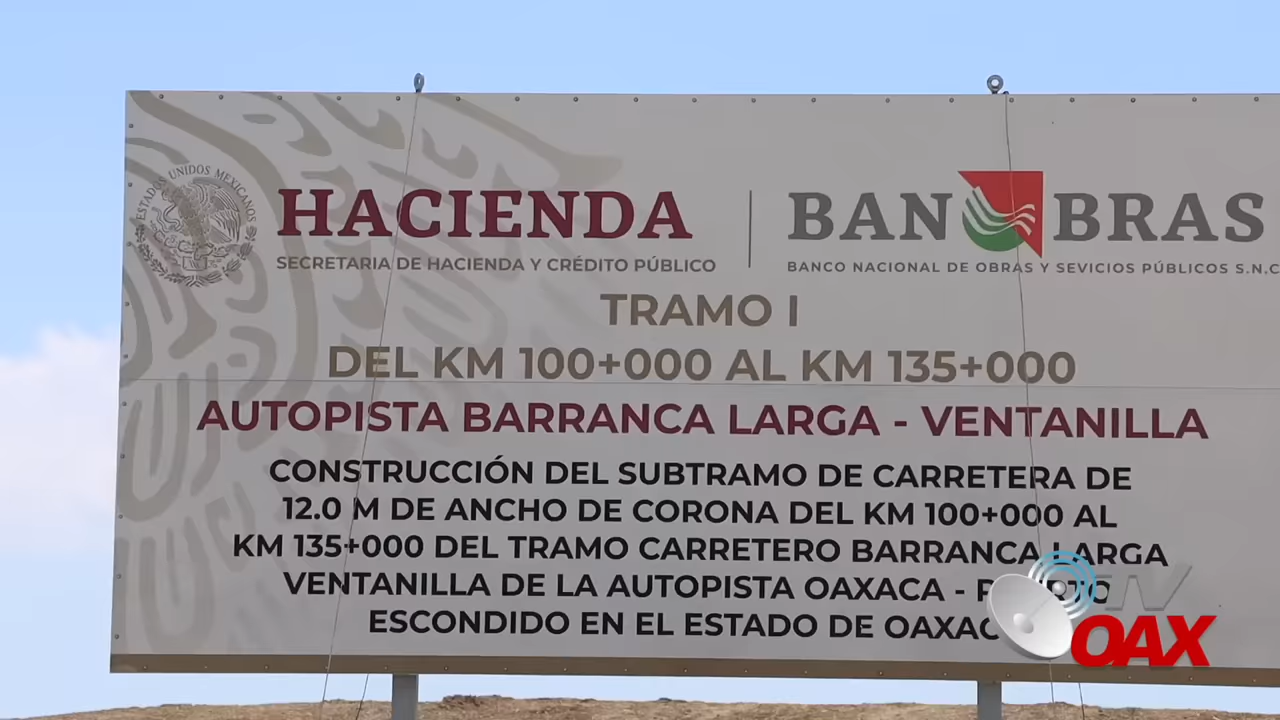 ESTADOS UNIDOS MEXICANOS
HACIENDA
SECRETARIA DE HACIENDA Y CRÉDITO PÚBLICO
BANOBRAS
BANCO NACIONAL DE OBRAS Y SEVICIOS PÚBLICOS S.N.C
TRAMO I
DEL KM 100+000 AL KM 135+000
AUTOPISTA BARRANCA LARGA - VENTANILLA
CONSTRUCCIÓN DEL SUBTRAMO DE CARRETERA DE
12.0 M DE ANCHO DE CORONA DEL KM 100+000 AL
KM 135+000 DEL TRAMO CARRETERO BARRANCA LARGA
VENTANILLA DE LA AUTOPISTA OAXACA - PUERTO
ESCONDIDO EN EL ESTADO DE OAXAC
TV
OAX